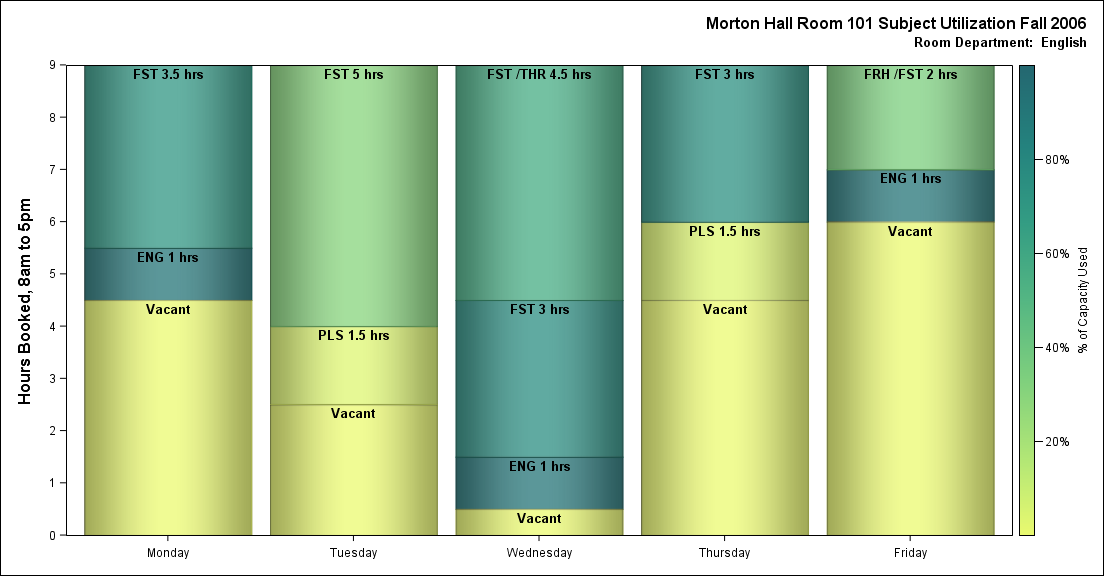 Morton Hall Room 101 Subject Utilization Fall 2006
Room Department:  English
Hours Booked, 8am to 5pm
9
8
7
6
5
4
3
2
1
0
FST 3.5 hrs
ENG 1 hrs
Vacant
FST 5 hrs
PLS 1.5 hrs
Vacant
FST /THR 4.5 hrs
FST 3 hrs
ENG 1 hrs
Vacant
FST 3 hrs
PLS 1.5 hrs
Vacant
FRH /FST 2 hrs
ENG 1 hrs
Vacant
Monday
Tuesday
Wednesday
Thursday
Friday
80%
60%
40%
20%
% of Capacity Used